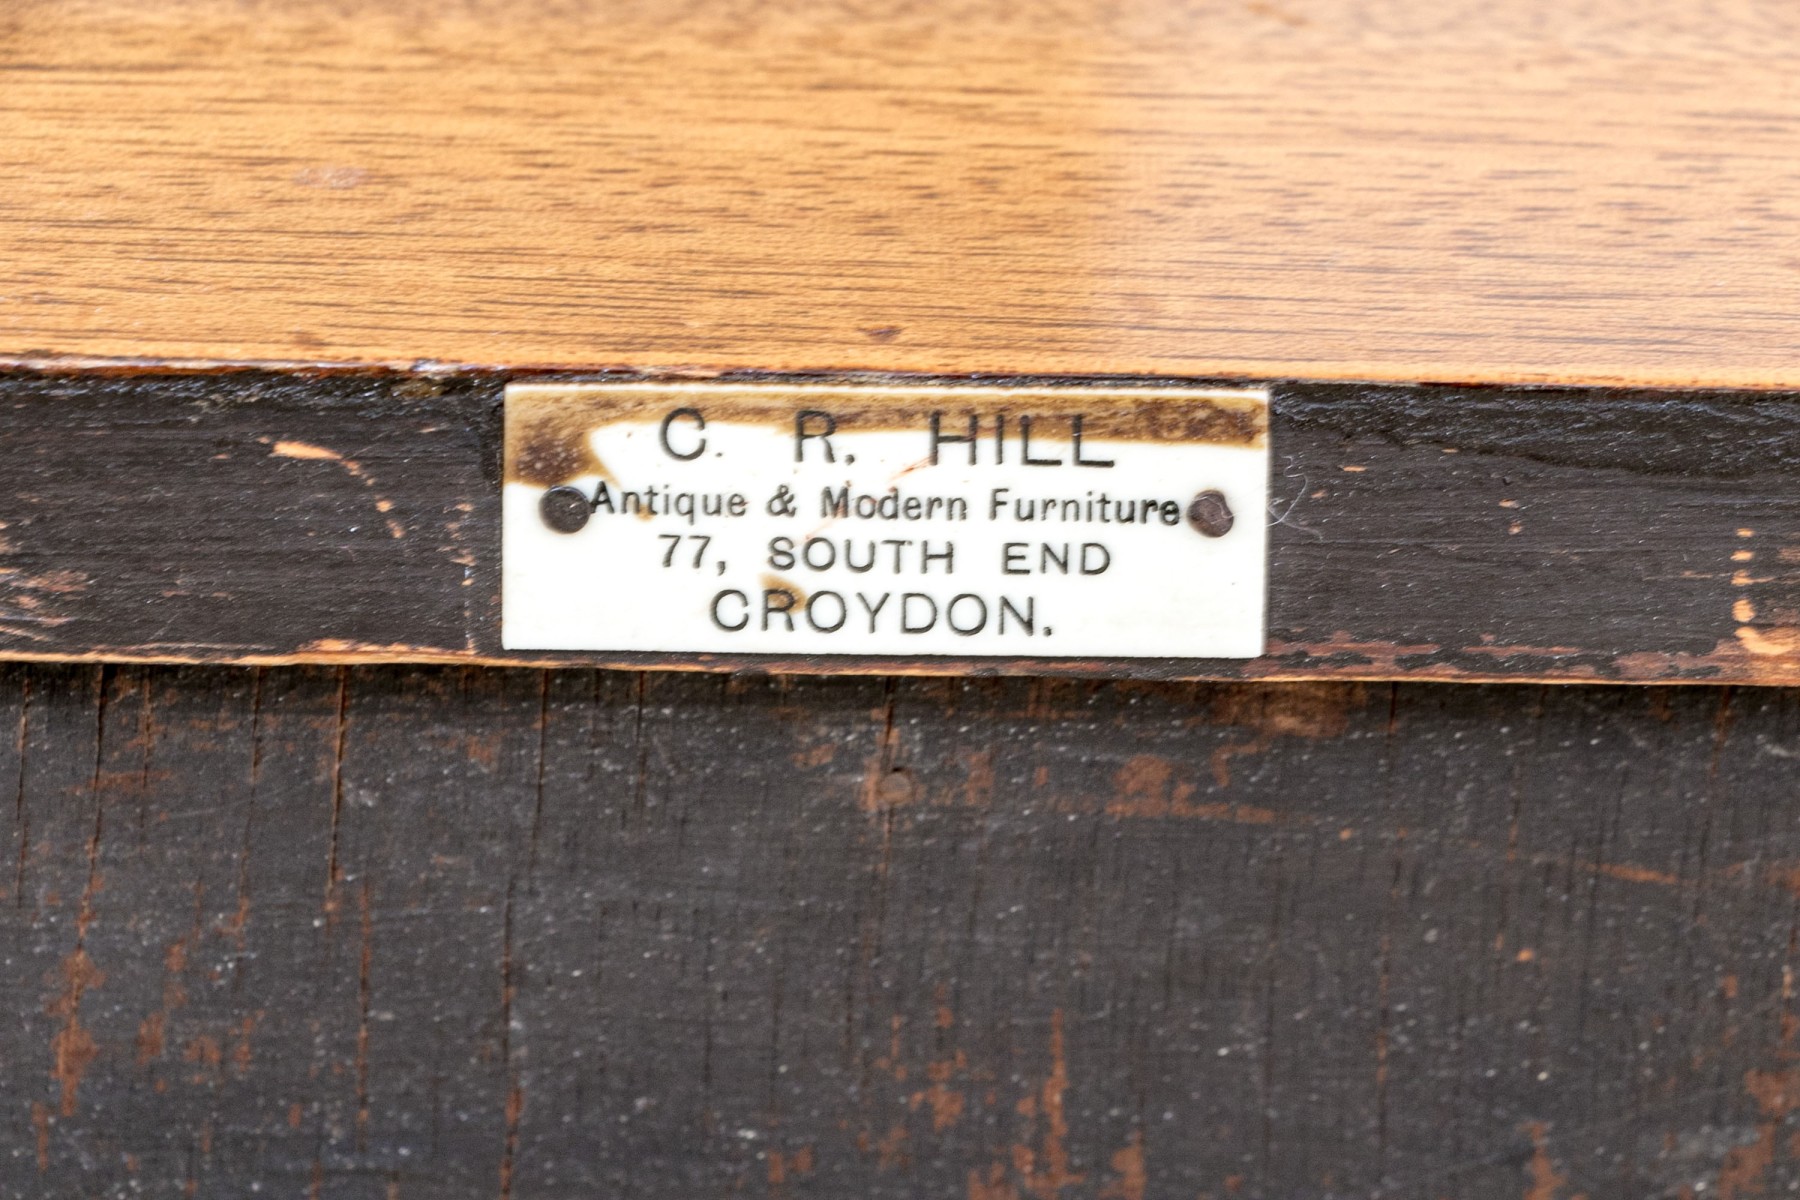 C. R. HILL
Antique & Modern Furniture
77, SOUTH END
CROYDON.